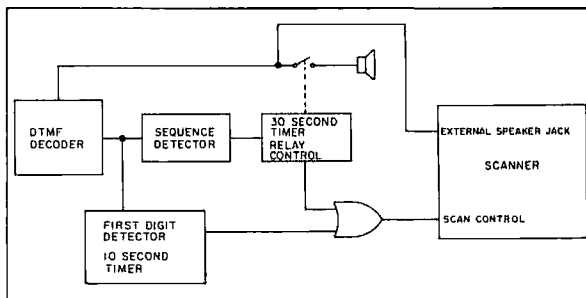 DTMF
DECODER
SEQUENCE
DETECTOR
30 SECOND
TIMER
RELAY
CONTROL
EXTERNAL SPEAKER JACK
SCANNER
SCAN CONTROL
FIRST DIGIT
DETECTOR
10 SECOND
TIMER